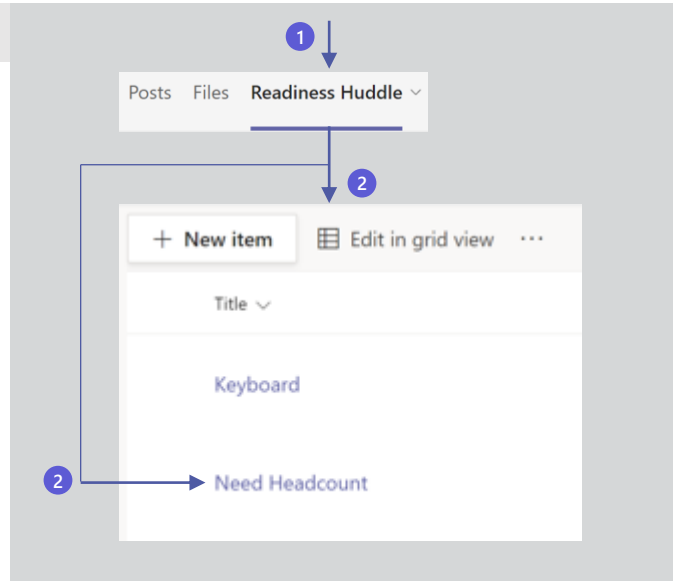 1
Posts Files Readiness Huddle
2
+ New item Edit in grid view ...
Title
Keyboard
2 Need Headcount